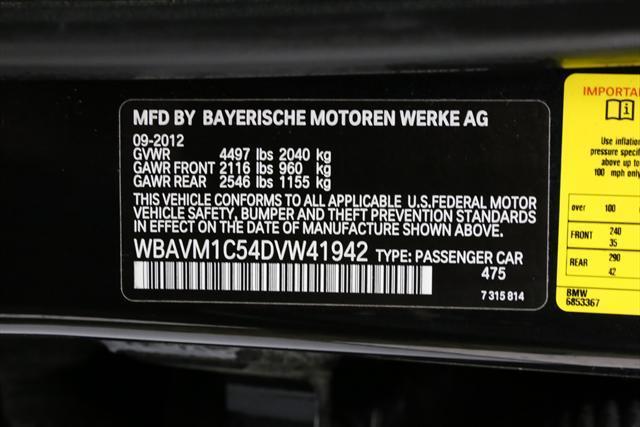 MFD BY BAYERISCHE MOTOREN WERKE AG
09-2012
GVWR 4497 lbs 2040 kg
GAWR FRONT 2116 lbs 960 kg
GAWR REAR 2546 lbs 1155 kg
THIS VEHICLE CONFORMS TO ALL APPLICABLE U.S.FEDERAL MOTOR
VEHICLE SAFETY, BUMPER AND THEFT PREVENTION STANDARDS
IN EFFECT ON THE DATE OF MANUFACTURE SHOWN ABOVE.
WBAVM1C54DVW41942 TYPE: PASSENGER CAR
475
7 315 814
IMPORTA
Use inflation
pressure specif
above up to
100 mph only
over 100
FRONT 240
35
REAR 290
42
BMW
6853367